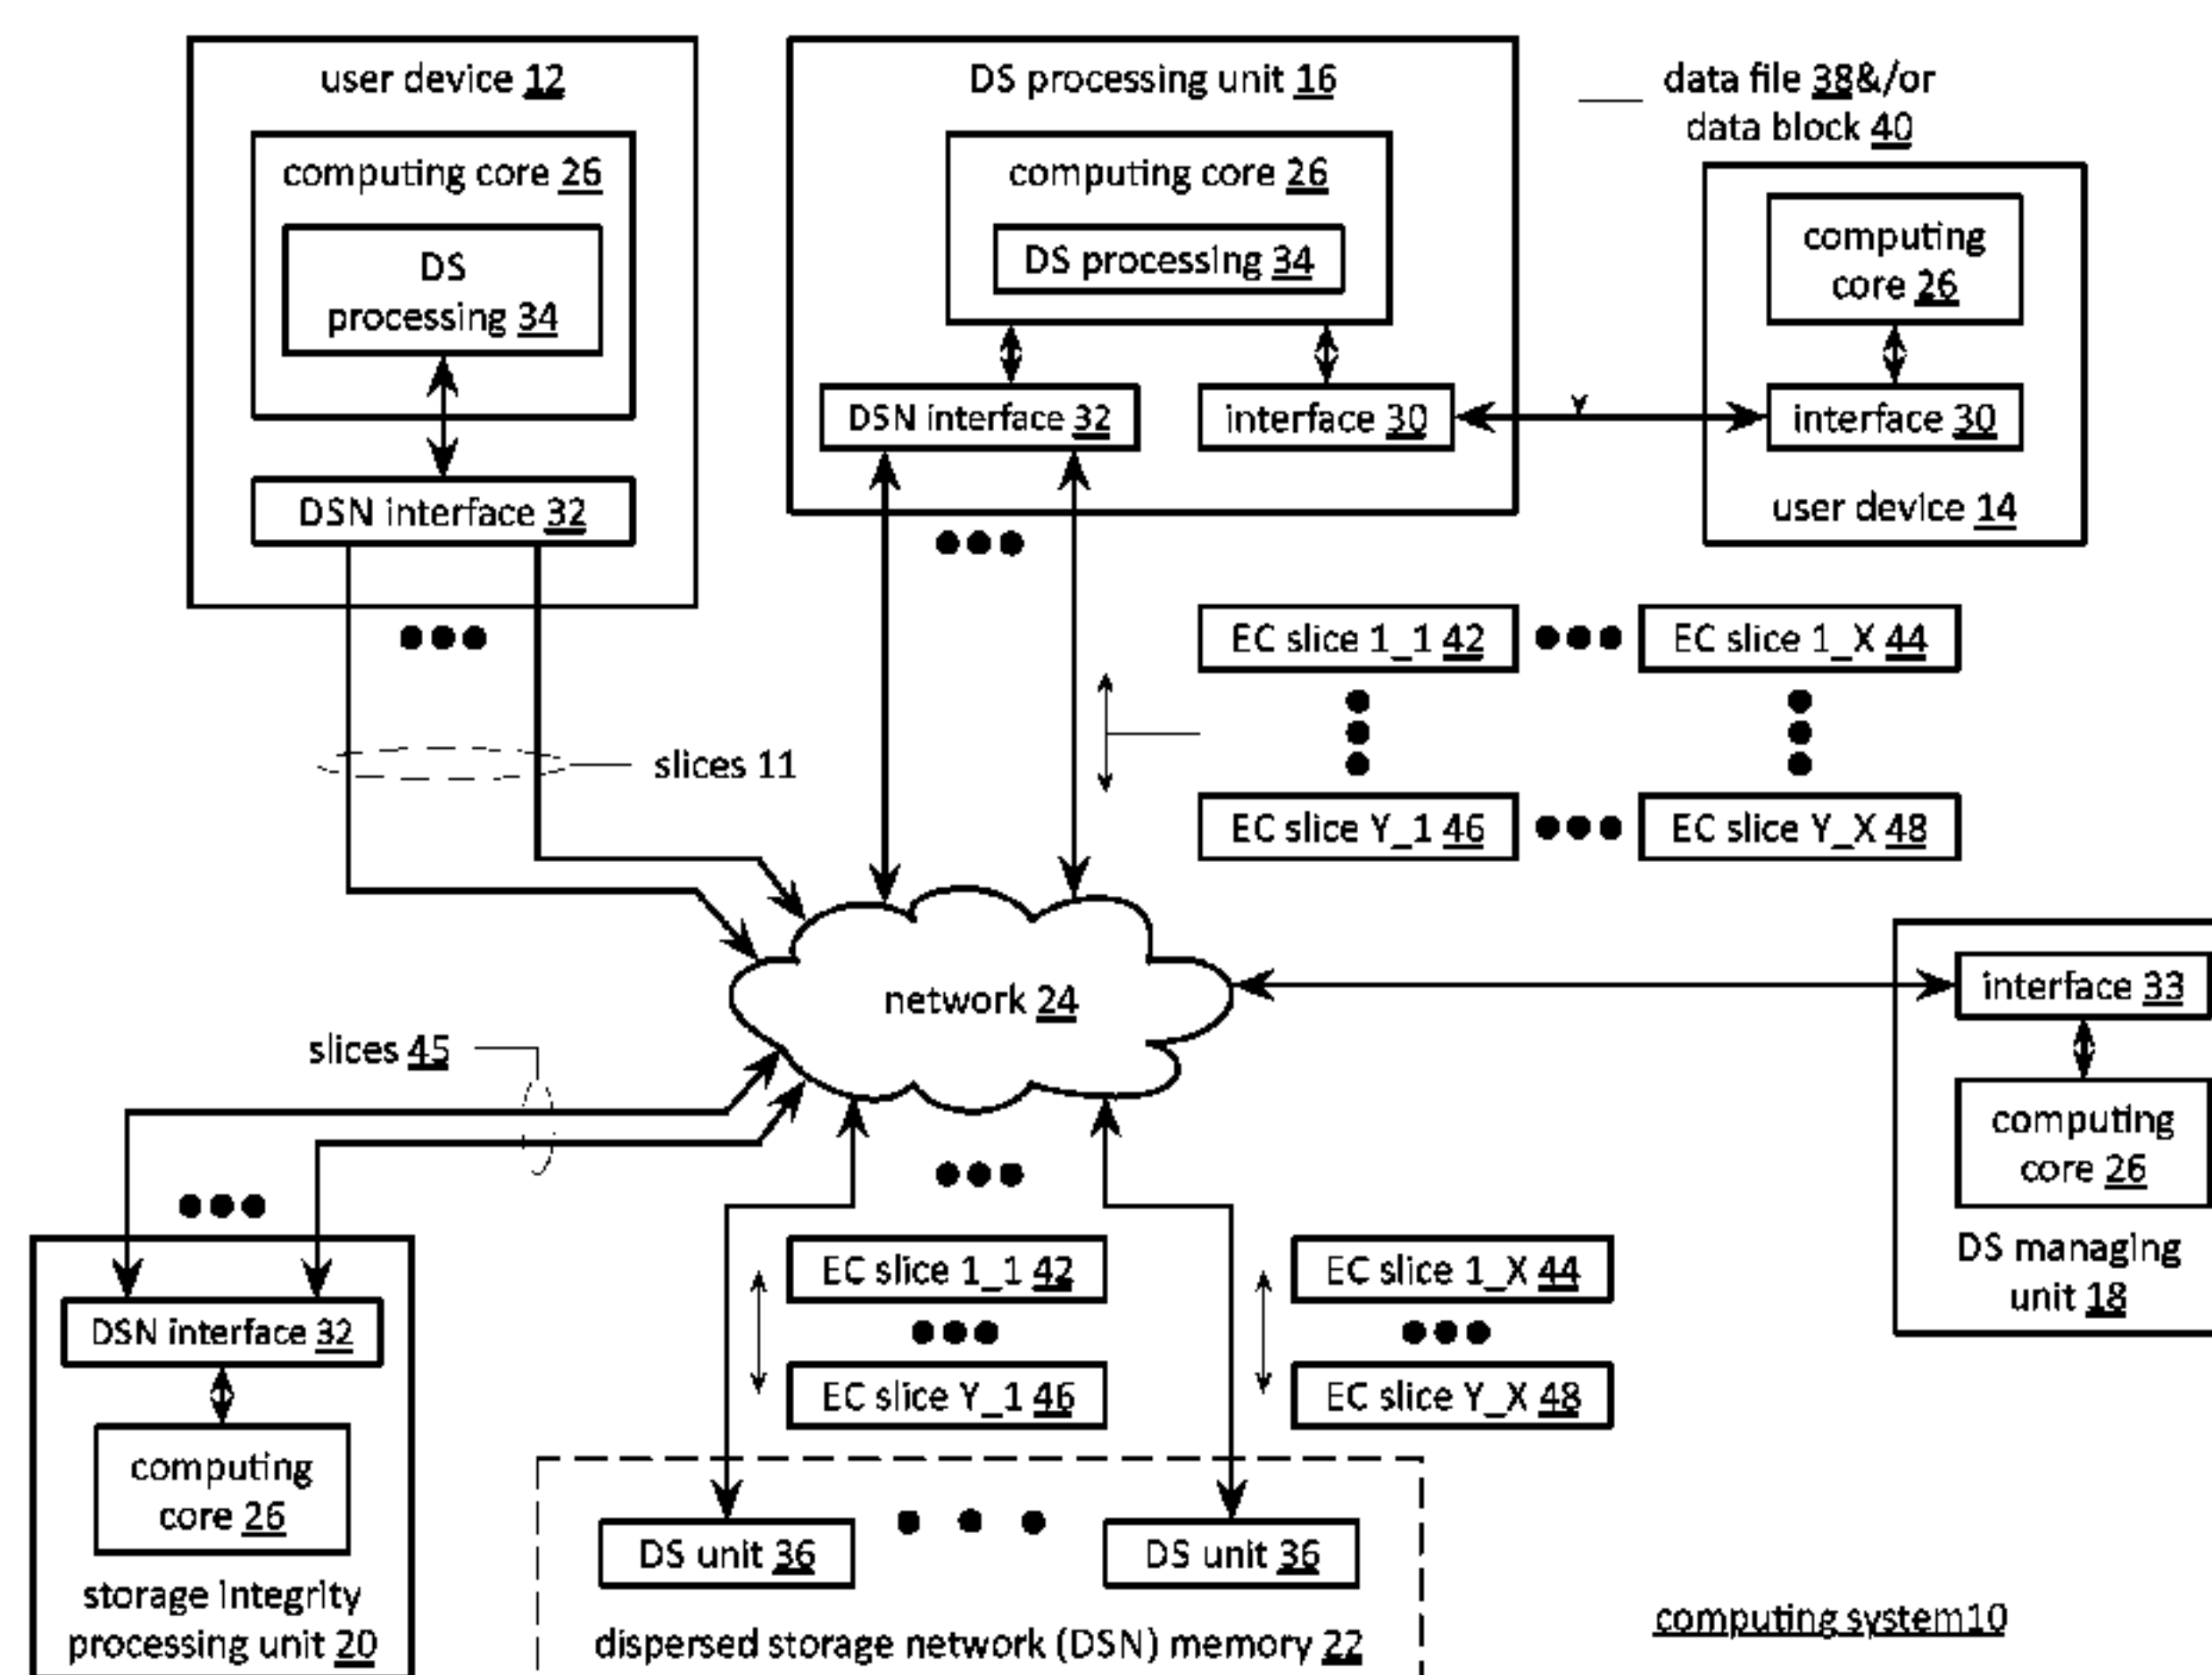 user device 12
computing core 26
DS
processing 34
DSN interface 32
DS processing unit 16
computing core 26
DS processing 34
DSN interface 32
interface 30
data file 38&/or
data block 40
computing
core 26
interface 30
user device 14
EC slice 1_1 42
EC slice 1_X 44
EC slice Y_1 46
EC slice Y_X 48
slices 11
network 24
interface 33
computing
core 26
DS managing
unit 18
slices 45
DSN interface 32
computing
core 26
storage integrity
processing unit 20
EC slice 1_1 42
EC slice Y_1 46
EC slice 1_X 44
EC slice Y_X 48
DS unit 36
DS unit 36
dispersed storage network (DSN) memory 22
computing system10